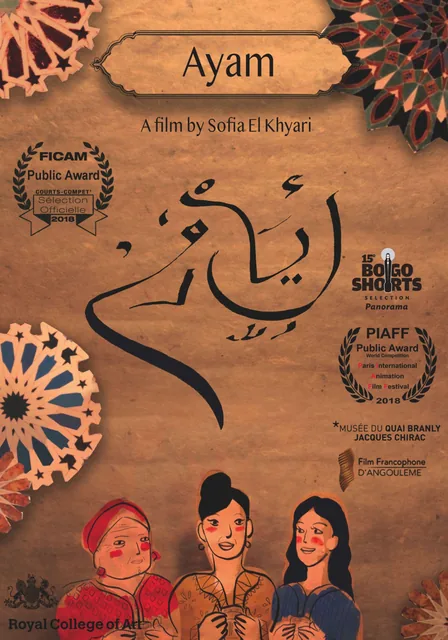 Ayam
A film by Sofia El Khyari
FICAM
Public Award
COURTS-COMPET'
Sélection
Officielle
2018
أيام
15°
BOGO
SHORTS
SELECTION
Panorama
PIAFF
Public Award
World Competition
Paris International
Animation
Film Festival
2018
*MUSÉE DU QUAI BRANLY
JACQUES CHIRAC
Film Francophone
D'ANGOULEME
Royal College of Art